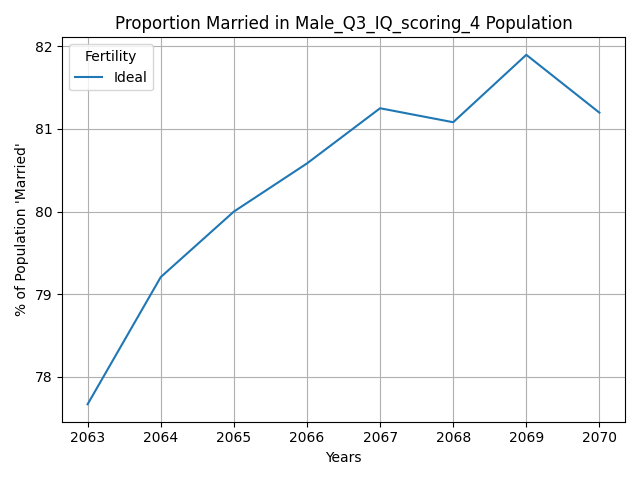 Proportion Married in Male_Q3_IQ_scoring_4 Population
Fertility
Ideal
82
81
80
79
78
% of Population 'Married'
2063 2064 2065 2066 2067 2068 2069 2070
Years